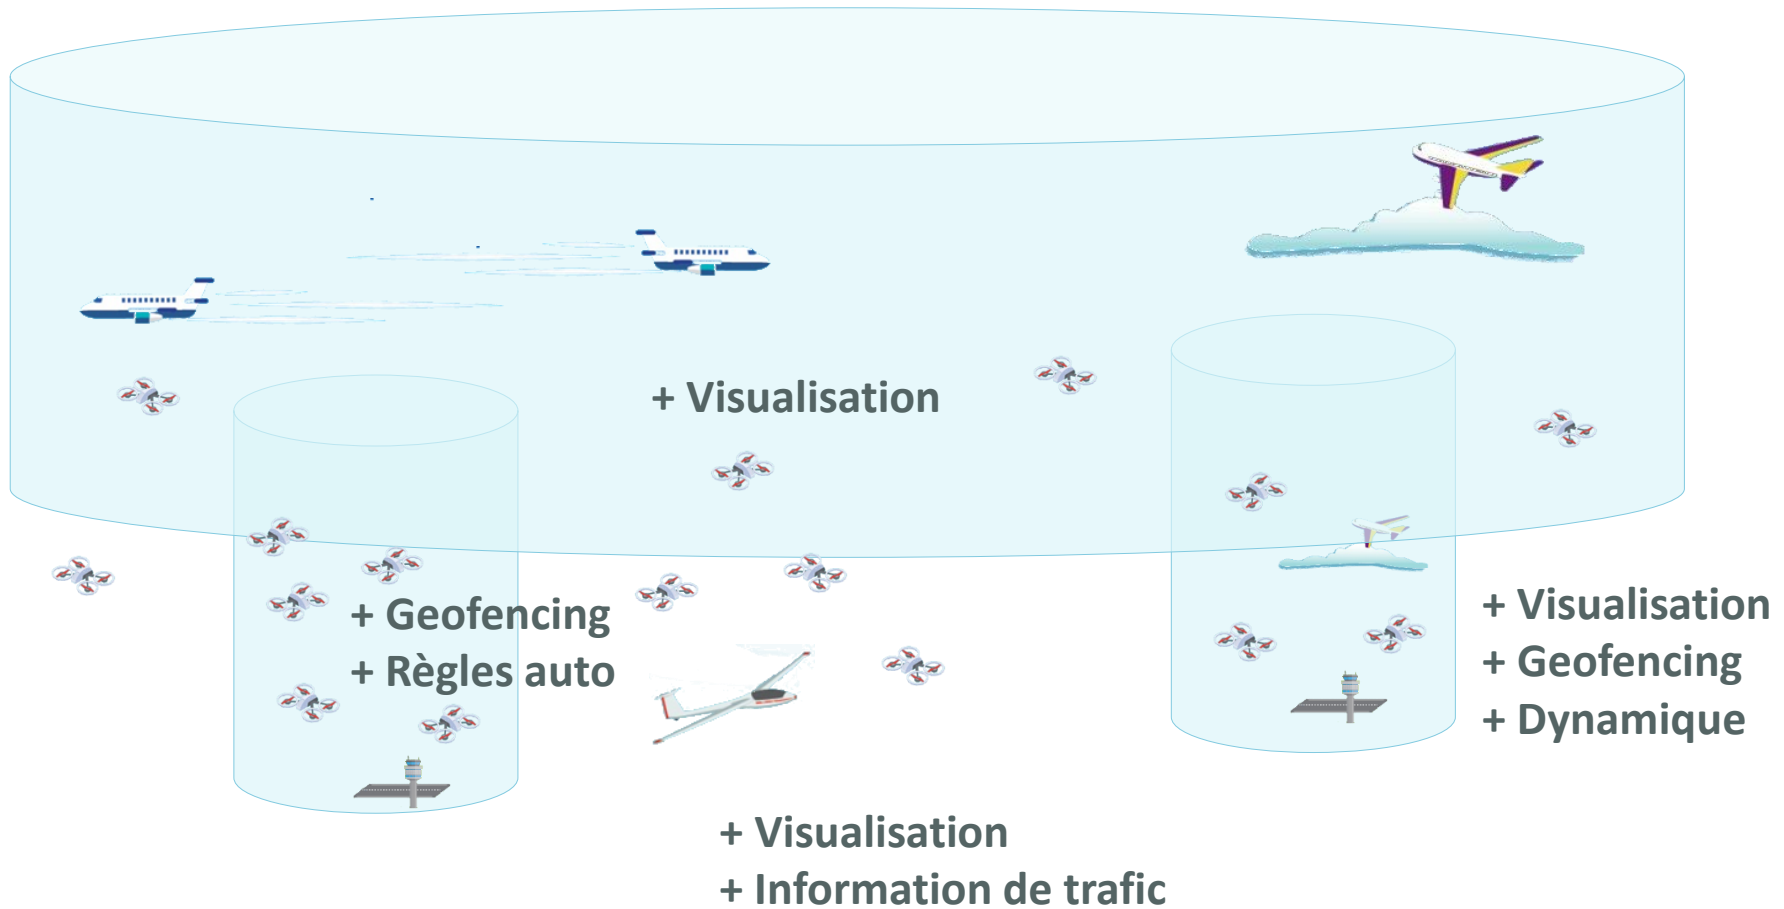 + Visualisation
+ Geofencing
+ Règles auto
+ Visualisation
+ Geofencing
+ Dynamique
+ Visualisation
+ Information de trafic